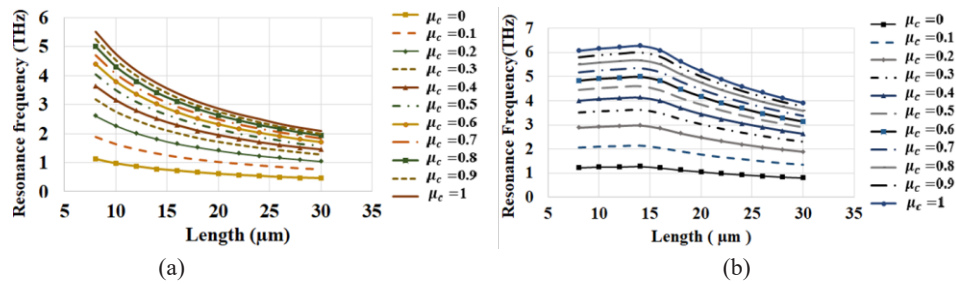 Resonance frequency (THz)
6
5
4
3
2
1
0
5 10 15 20 25 30 35
Length (μm)
μc =0
μc =0.1
μc =0.2
μc =0.3
μc =0.4
μc =0.5
μc =0.6
μc =0.7
μc =0.8
μc =0.9
μc =1
(a)
Resonance Frequency(THz)
7
6
5
4
3
2
1
0
5 10 15 20 25 30 35
Length ( μm )
μc =0
μc =0.1
μc =0.2
μc =0.3
μc =0.4
μc =0.5
μc =0.6
μc =0.7
μc =0.8
μc =0.9
μc =1
(b)